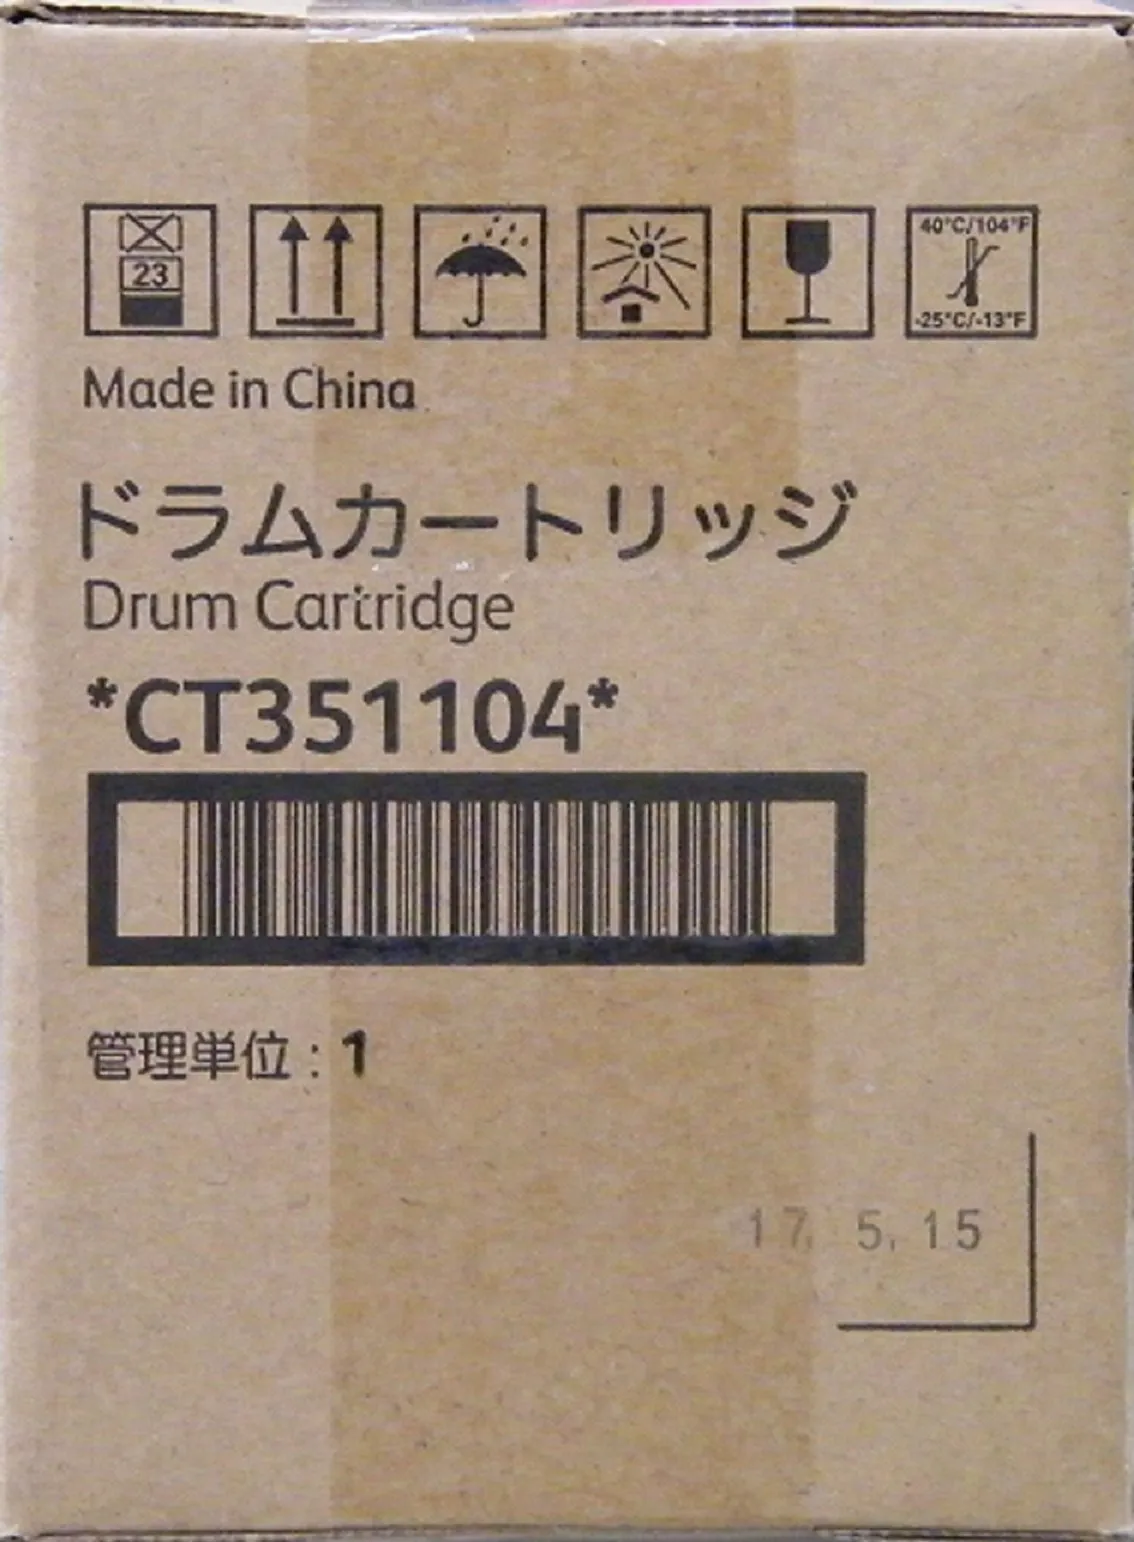 23
40°C/104°F
-25°C/-13°F
Made in China
ドラムカートリッジ
Drum Cartridge
*CT351104*
管理単位 : 1
17. 5. 15